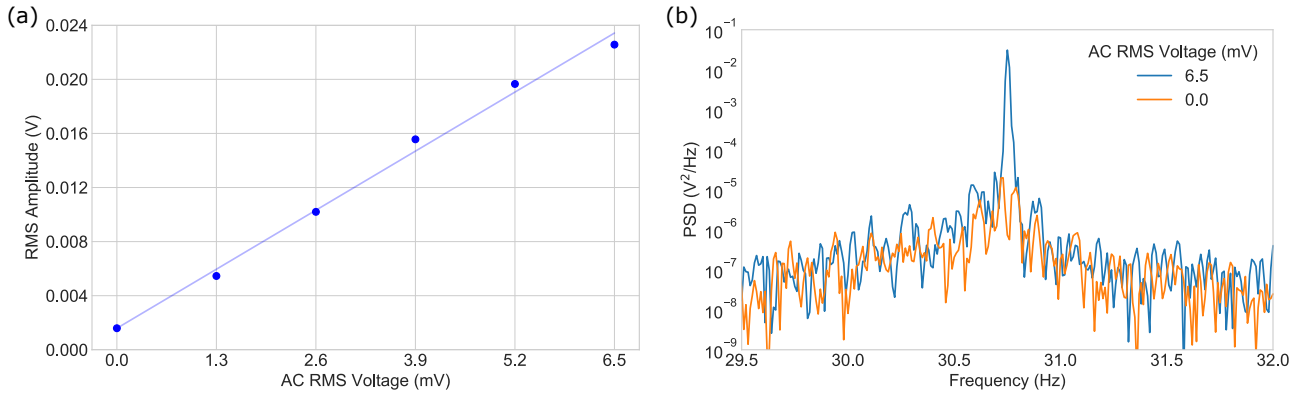 (a)
0.024
0.020
0.016
0.012
0.008
0.004
0.000
RMS Amplitude (V)
0.0 1.3 2.6 3.9 5.2 6.5
AC RMS Voltage (mV)
(b)
10⁻¹
10⁻²
10⁻³
10⁻⁴
10⁻⁵
10⁻⁶
10⁻⁷
10⁻⁸
10⁻⁹
PSD (V²/Hz)
AC RMS Voltage (mV)
6.5
0.0
29.5 30.0 30.5 31.0 31.5 32.0
Frequency (Hz)